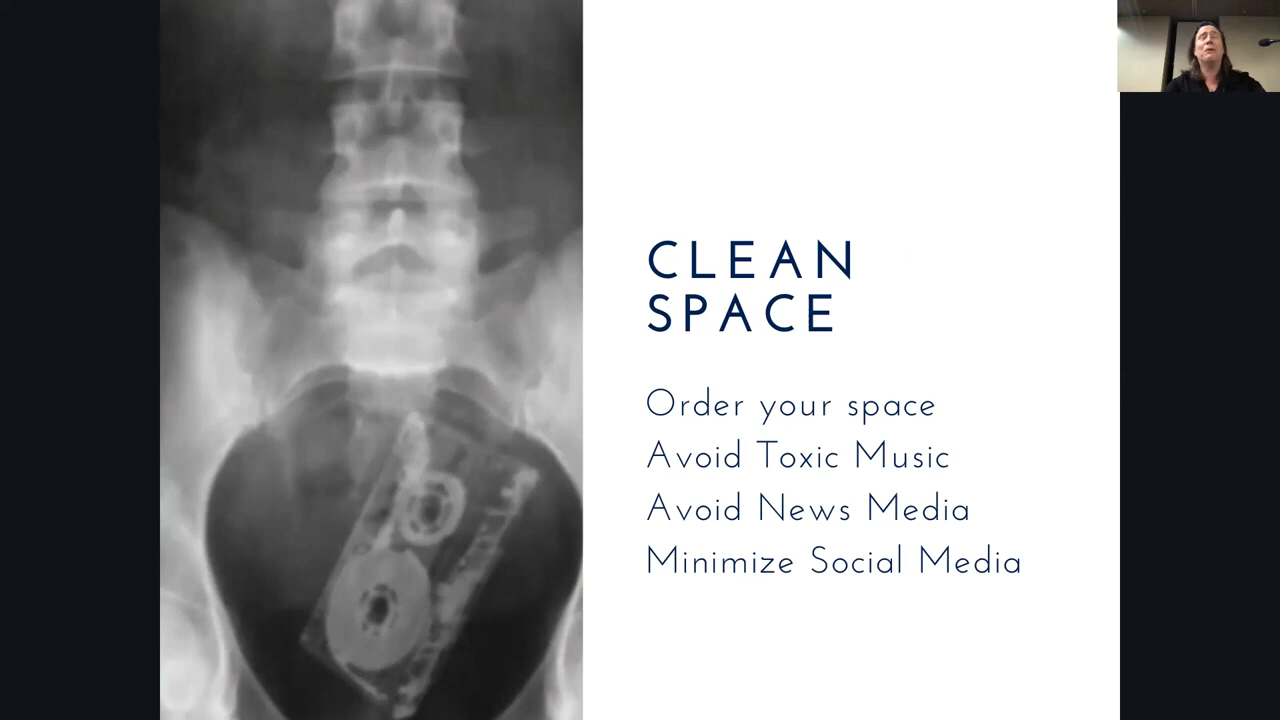 CLEAN
SPACE
Order your space
Avoid Toxic Music
Avoid News Media
Minimize Social Media